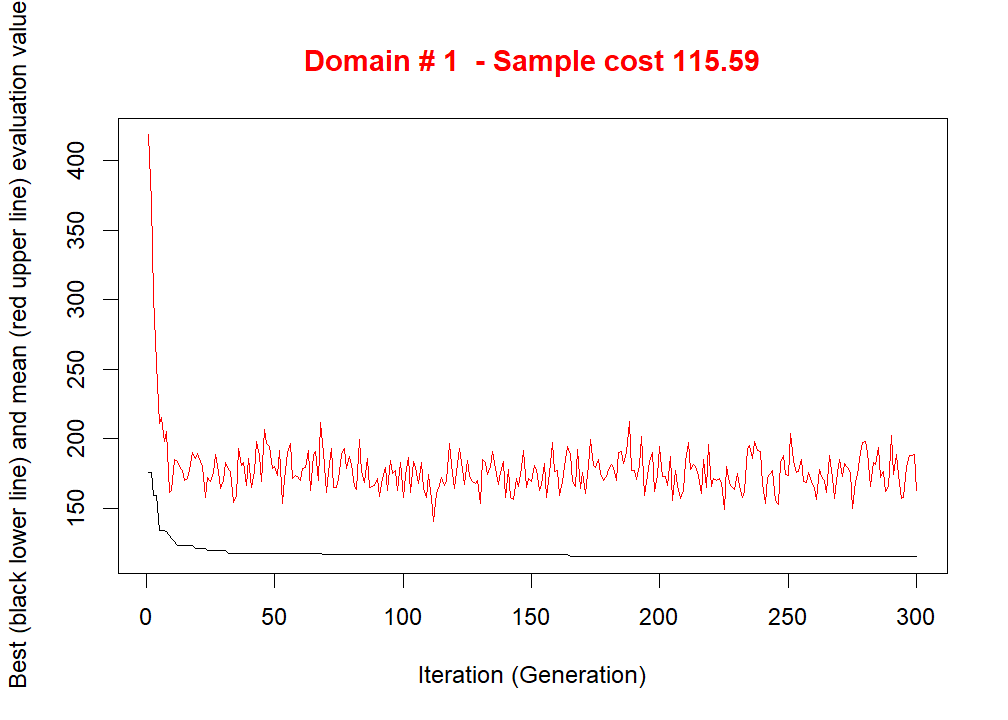 Domain # 1  - Sample cost 115.59
Best (black lower line) and mean (red upper line) evaluation value
400
350
300
250
200
150
0 50 100 150 200 250 300
Iteration (Generation)